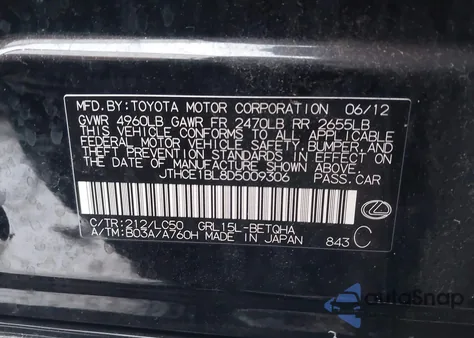 MFD.BY:TOYOTA MOTOR CORPORATION 06/12
GVWR 4960LB GAWR FR 2470LB RR 2655LB
THIS VEHICLE CONFORMS TO ALL APPLICABLE
FEDERAL MOTOR VEHICLE SAFETY,BUMPER,AND
THEFT PREVENTION STANDARDS IN EFFECT ON
THE DATE OF MANUFACTURE SHOWN ABOVE.
JTHCE1BL8D5009306 PASS.CAR
C/TR:212/LC50 GRL15L-BETQHA
A/TM:B03A/A760H MADE IN JAPAN 843 C
autoSnap